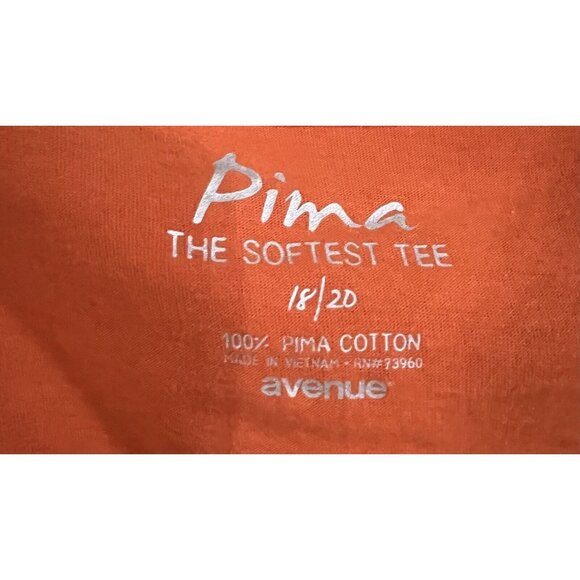 Pima
THE SOFTEST TEE
18/20
100% PIMA COTTON
MADE IN VIETNAM • RN#73960
avenue